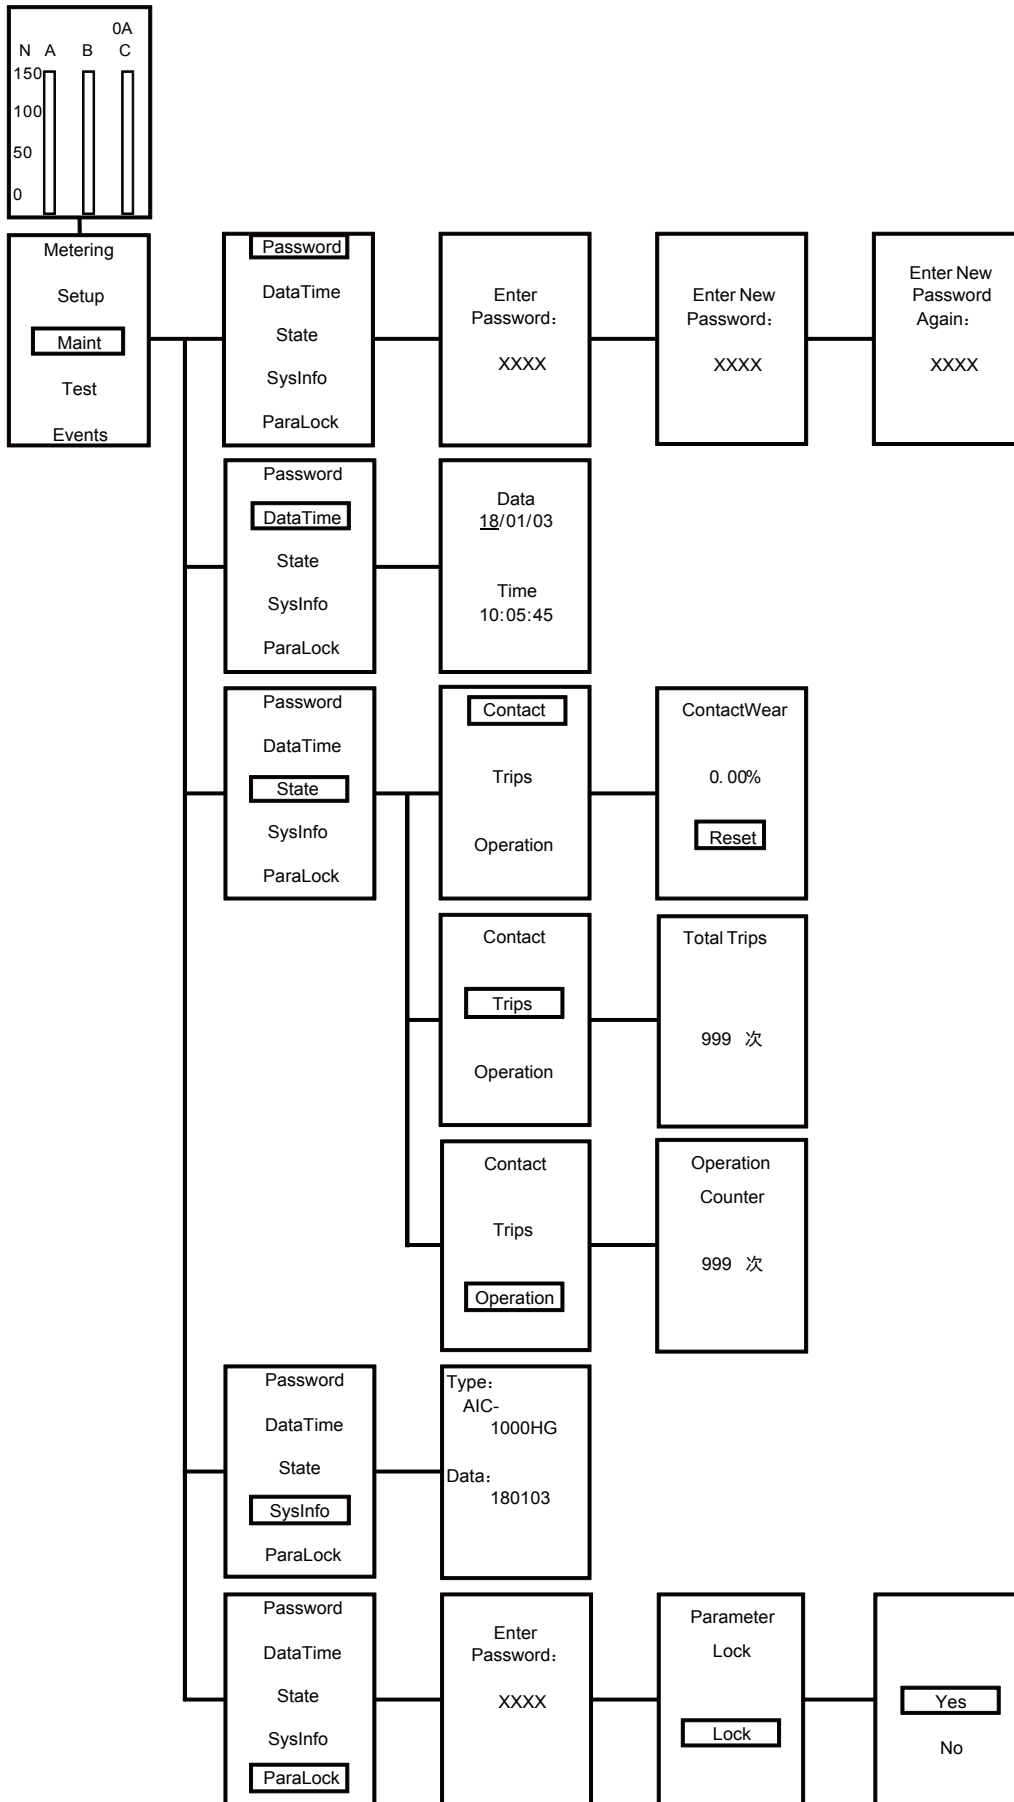 0A
N A B C
150
100
50
0
Metering
Setup
Maint
Test
Events
Password
DataTime
State
SysInfo
ParaLock
Enter
Password：
XXXX
Enter New
Password：
XXXX
Enter New
Password
Again：
XXXX
Password
DataTime
State
SysInfo
ParaLock
Data
18/01/03
Time
10:05:45
Password
DataTime
State
SysInfo
ParaLock
Contact
Trips
Operation
ContactWear
0. 00%
Reset
Contact
Trips
Operation
Total Trips
999 次
Contact
Trips
Operation
Operation
Counter
999 次
Password
DataTime
State
SysInfo
ParaLock
Type：
AIC-
1000HG
Data：
180103
Password
DataTime
State
SysInfo
ParaLock
Enter
Password：
XXXX
Parameter
Lock
Lock
Yes
No